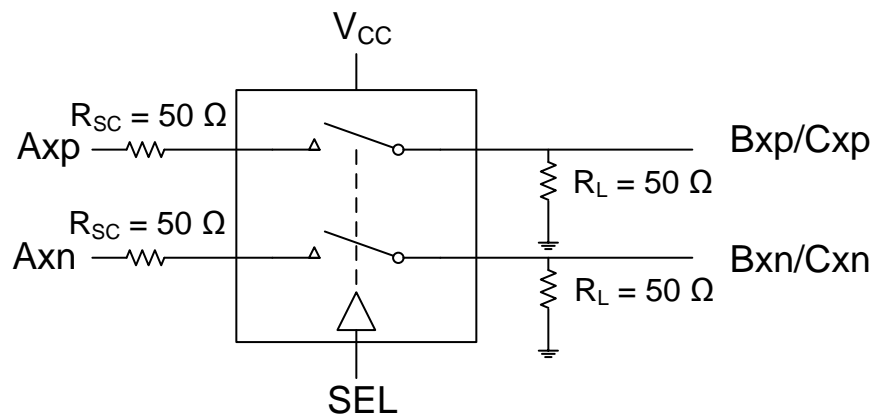 VCC
RSC = 50 Ω
Axp
Bxp/Cxp
RL = 50 Ω
RSC = 50 Ω
Axn
Bxn/Cxn
RL = 50 Ω
SEL